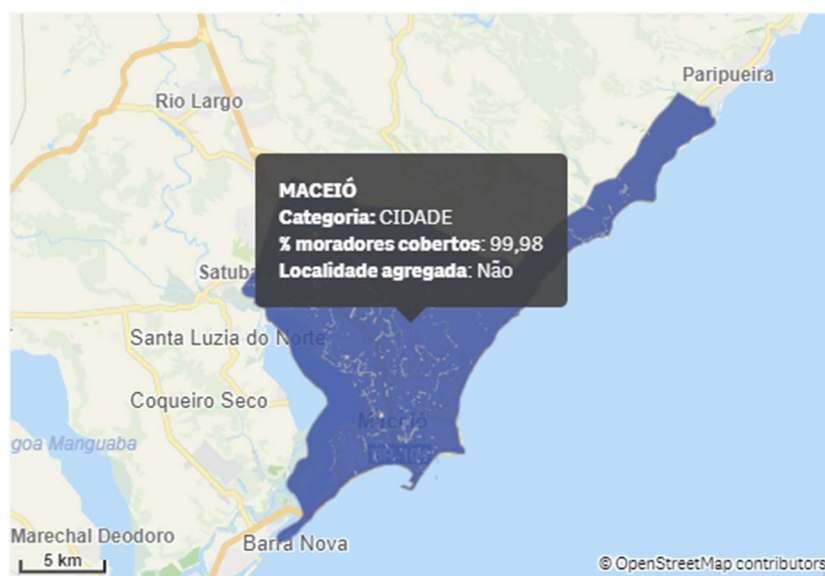 Paripueira
Rio Largo
MACEIÓ
Categoria: CIDADE
% moradores cobertos: 99,98
Localidade agregada: Não
Satuba
Santa Luzia do Norte
Coqueiro Seco
Maceió
goa Manguaba
Marechal Deodoro
Barra Nova
5 km
© OpenStreetMap contributors